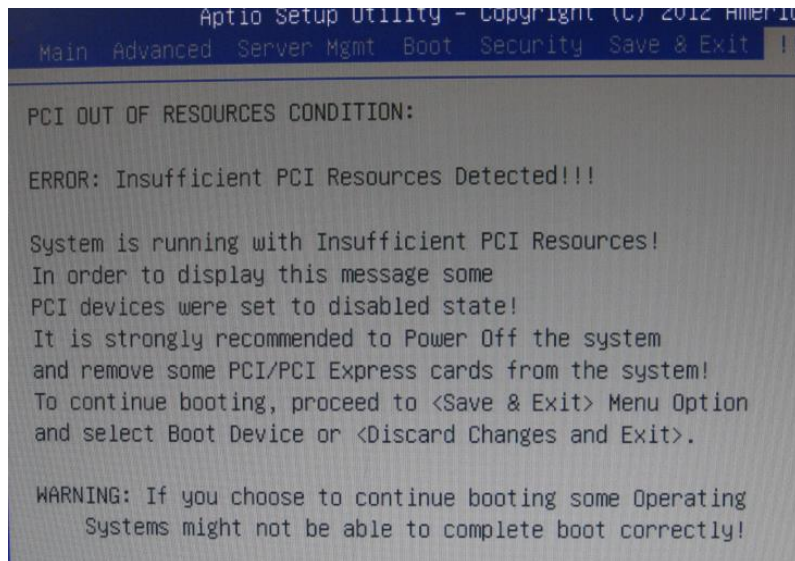 Aptio Setup Utility - Copyright (C) 2012 Ameri
Main Advanced Server Mgmt Boot Security Save & Exit !
PCI OUT OF RESOURCES CONDITION:
ERROR: Insufficient PCI Resources Detected!!!
System is running with Insufficient PCI Resources!
In order to display this message some
PCI devices were set to disabled state!
It is strongly recommended to Power Off the system
and remove some PCI/PCI Express cards from the system!
To continue booting, proceed to <Save & Exit> Menu Option
and select Boot Device or <Discard Changes and Exit>.
WARNING: If you choose to continue booting some Operating
Systems might not be able to complete boot correctly!